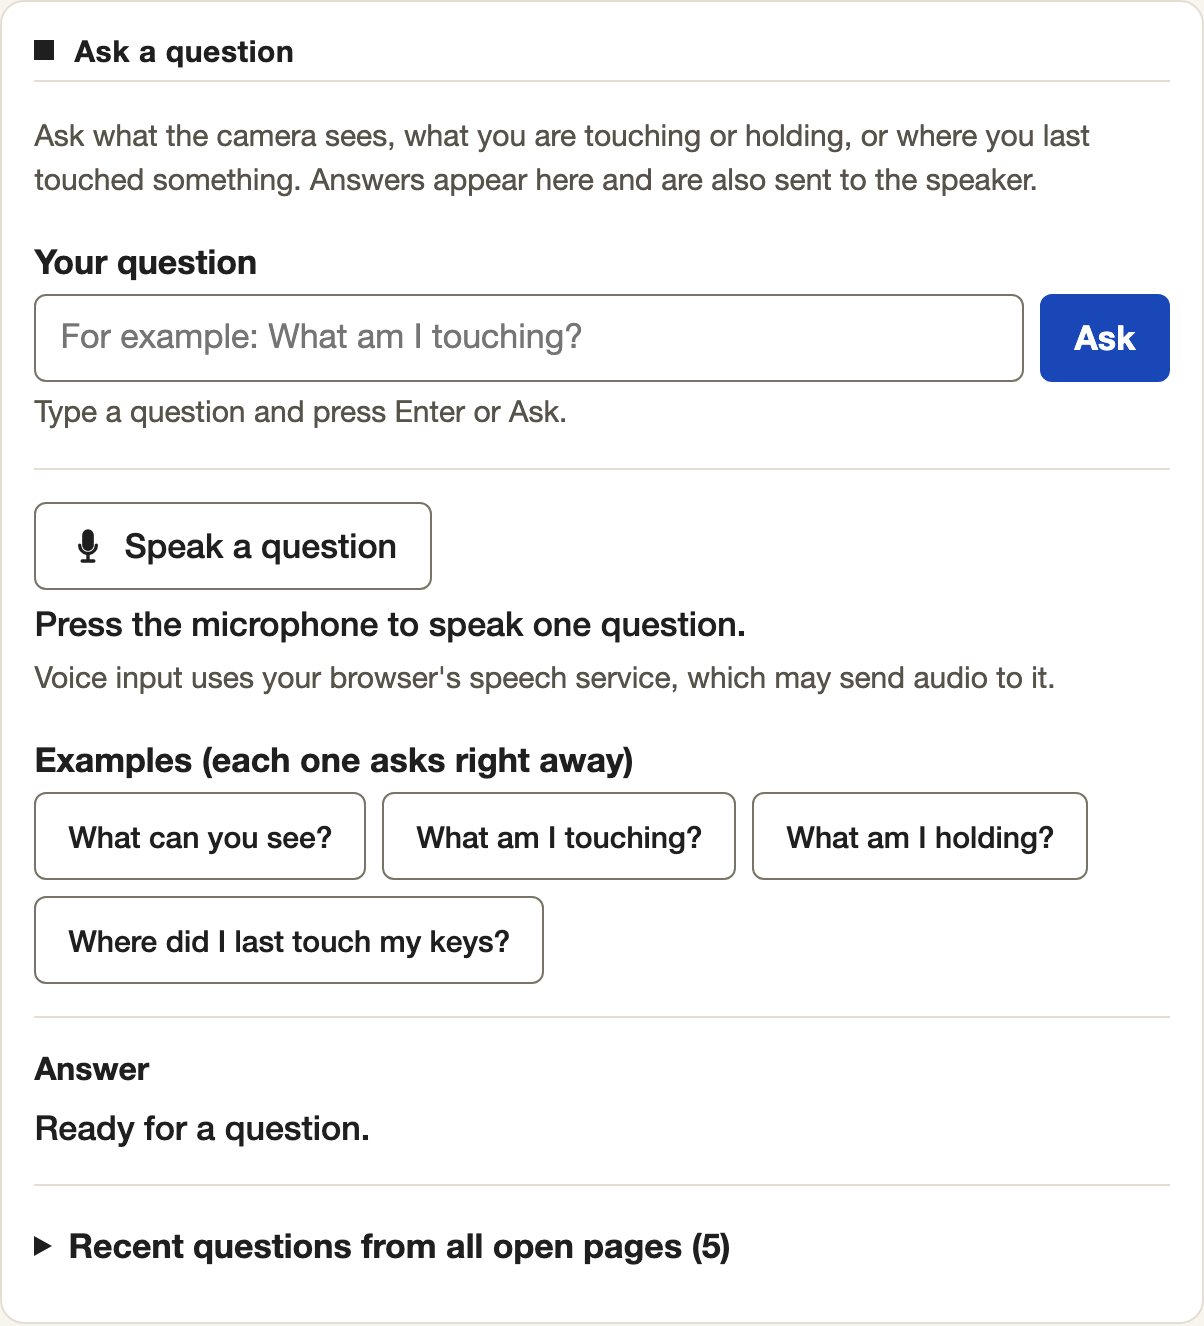 Ask a question
Ask what the camera sees, what you are touching or holding, or where you last
touched something. Answers appear here and are also sent to the speaker.
Your question
For example: What am I touching?
Ask
Type a question and press Enter or Ask.
Speak a question
Press the microphone to speak one question.
Voice input uses your browser's speech service, which may send audio to it.
Examples (each one asks right away)
What can you see?
What am I touching?
What am I holding?
Where did I last touch my keys?
Answer
Ready for a question.
Recent questions from all open pages (5)